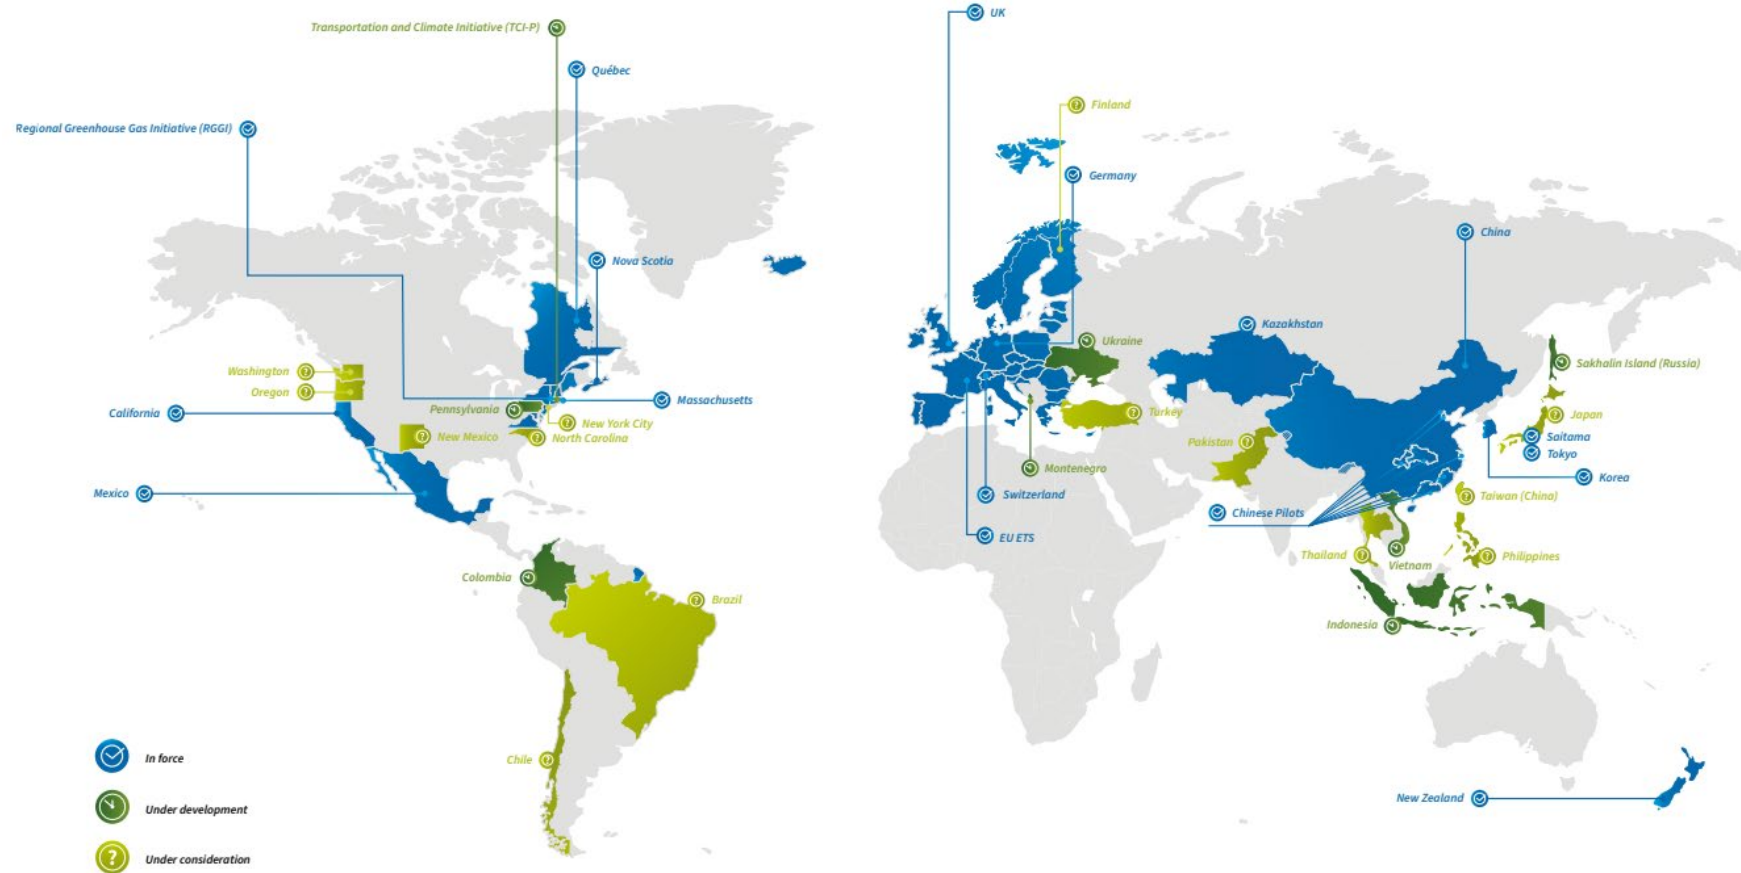 UK
Transportation and Climate Initiative (TCI-P)
Québec
Finland
Regional Greenhouse Gas Initiative (RGGI)
Germany
China
Nova Scotia
Kazakhstan
Ukraine
Sakhalin Island (Russia)
Washington
Oregon
California
Pennsylvania
Massachusetts
New York City
North Carolina
New Mexico
Turkey
Japan
Pakistan
Saitama
Tokyo
Montenegro
Korea
Mexico
Switzerland
Taiwan (China)
Chinese Pilots
EU ETS
Thailand
Philippines
Vietnam
Colombia
Brazil
Indonesia
Chile
In force
New Zealand
Under development
Under consideration